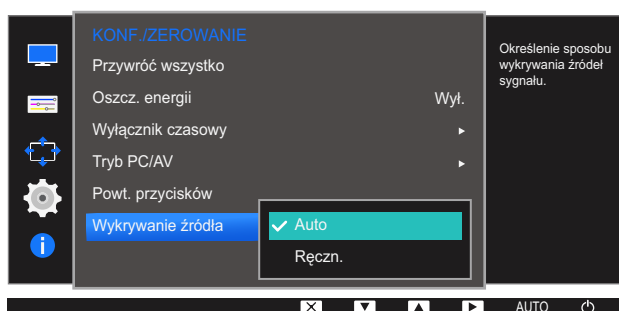 KONF./ZEROWANIE
Przywróć wszystko
Oszcz. energii Wył.
Wyłącznik czasowy
Tryb PC/AV
Powt. przycisków
Wykrywanie źródła
Auto
Ręczn.
Określenie sposobu
wykrywania źródeł
sygnału.
AUTO